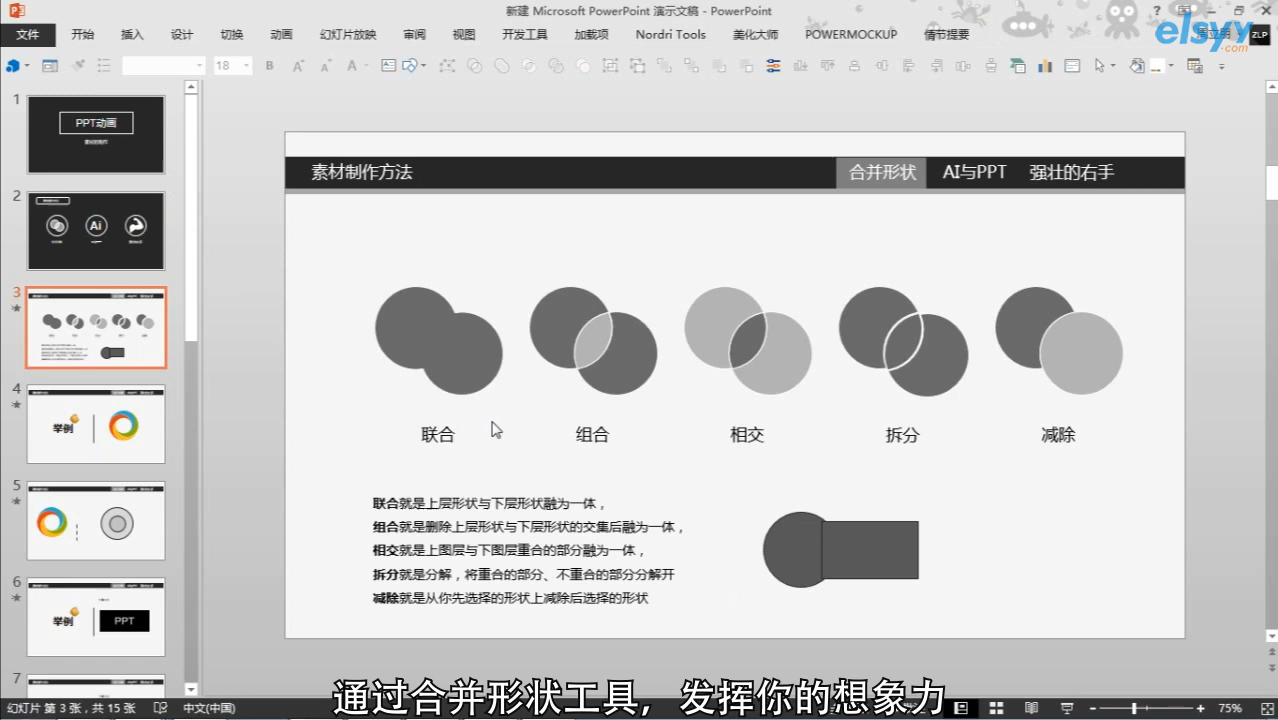 新建 Microsoft PowerPoint 演示文稿 - PowerPoint
?
文件 开始 插入 设计 切换 动画 幻灯片放映 审阅 视图 开发工具 加载项 Nordri Tools 美化大师 POWERMOCKUP 情节提要
elsyy.com
ZLP
18 B A A A
1
PPT动画
2
Ai
3
4
举例
5
6
举例
PPT
7
素材制作方法
合并形状 AI与PPT 强壮的右手
联合 组合 相交 拆分 减除
联合就是上层形状与下层形状融为一体，
组合就是删除上层形状与下层形状的交集后融为一体，
相交就是上图层与下图层重合的部分融为一体，
拆分就是分解，将重合的部分、不重合的部分分解开
减除就是从你先选择的形状上减除后选择的形状
通过合并形状工具，发挥你的想象力
幻灯片 第 3 张，共 15 张 中文(中国) 75%